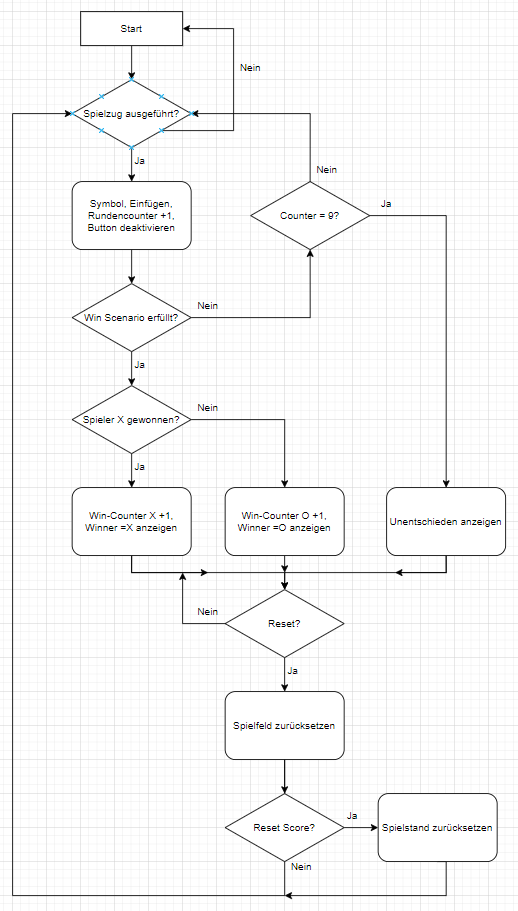 Start
Nein
Spielzug ausgeführt?
Ja
Nein
Symbol, Einfügen,
Rundencounter +1,
Button deaktivieren
Counter = 9?
Ja
Nein
Win Scenario erfüllt?
Ja
Nein
Spieler X gewonnen?
Ja
Win-Counter X +1,
Winner =X anzeigen
Win-Counter O +1,
Winner =O anzeigen
Unentschieden anzeigen
Nein
Reset?
Ja
Spielfeld zurücksetzen
Reset Score?
Ja
Spielstand zurücksetzen
Nein